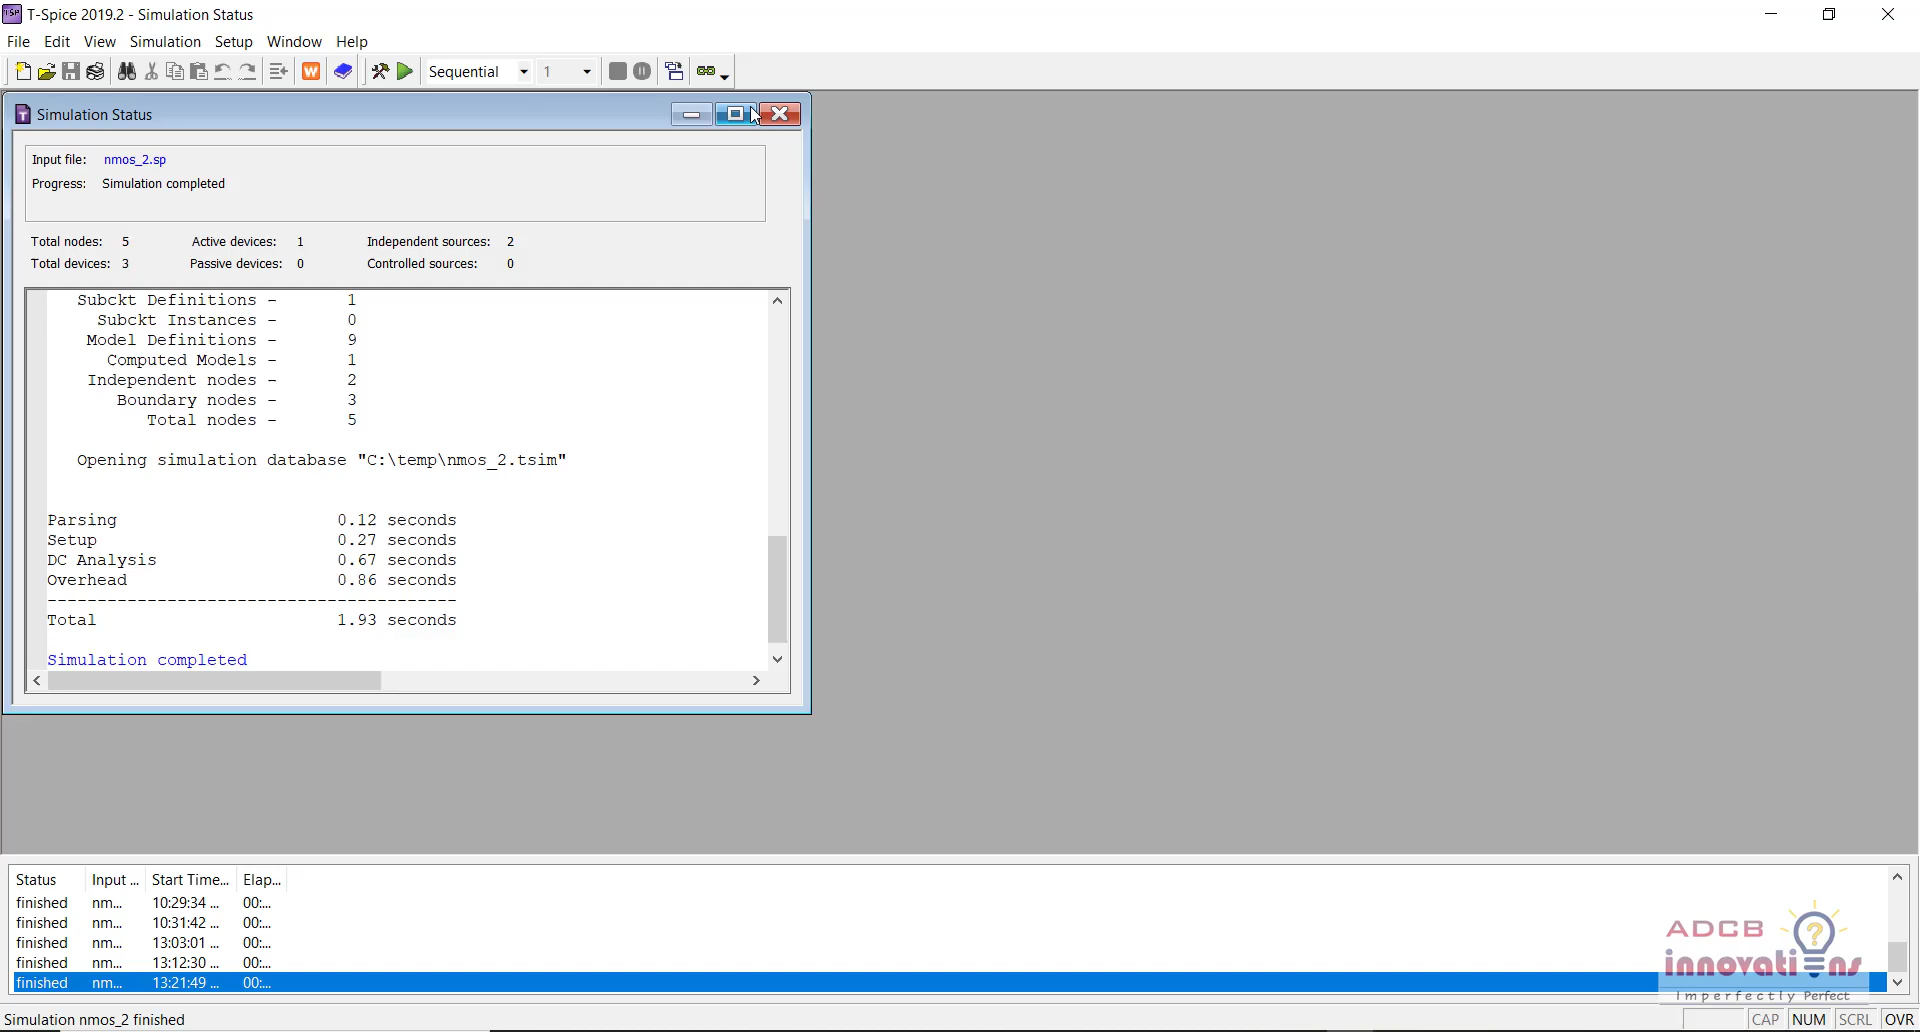 T-Spice 2019.2 - Simulation Status
File Edit View Simulation Setup Window Help
W Sequential 1
Simulation Status
Input file: nmos_2.sp
Progress: Simulation completed
Total nodes: 5 Active devices: 1 Independent sources: 2
Total devices: 3 Passive devices: 0 Controlled sources: 0
Subckt Definitions - 1
Subckt Instances - 0
Model Definitions - 9
Computed Models - 1
Independent nodes - 2
Boundary nodes - 3
Total nodes - 5
Opening simulation database "C:\temp\nmos_2.tsim"
Parsing 0.12 seconds
Setup 0.27 seconds
DC Analysis 0.67 seconds
Overhead 0.86 seconds
-----------------------------------------
Total 1.93 seconds
Simulation completed
Status Input ... Start Time... Elap...
finished nm... 10:29:34 ... 00:...
finished nm... 10:31:42 ... 00:...
finished nm... 13:03:01 ... 00:...
finished nm... 13:12:30 ... 00:...
finished nm... 13:21:49 ... 00:...
ADCB
innovations
Imperfectly Perfect
Simulation nmos_2 finished CAP NUM SCRL OVR